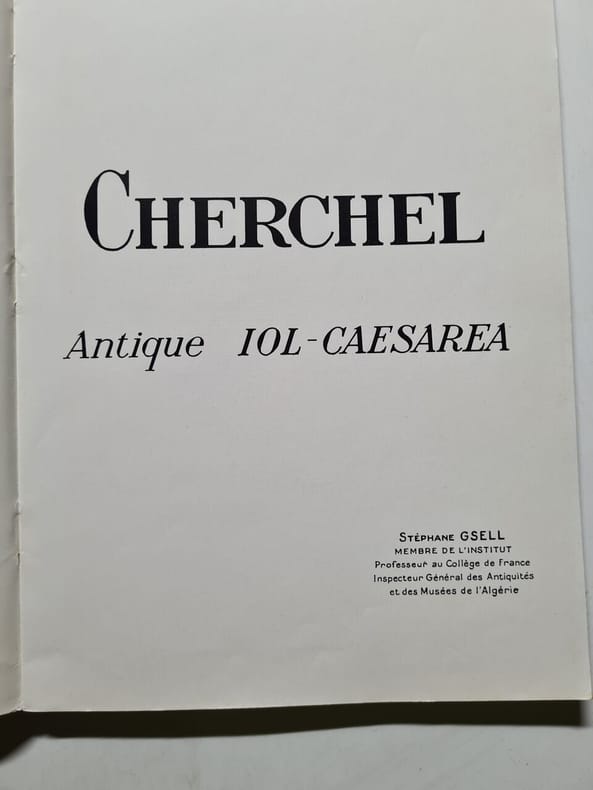 CHERCHEL
Antique IOL-CAESAREA
STÉPHANE GSELL
MEMBRE DE L'INSTITUT
Professeur au Collège de France
Inspecteur Général des Antiquités
et des Musées de l'Algérie